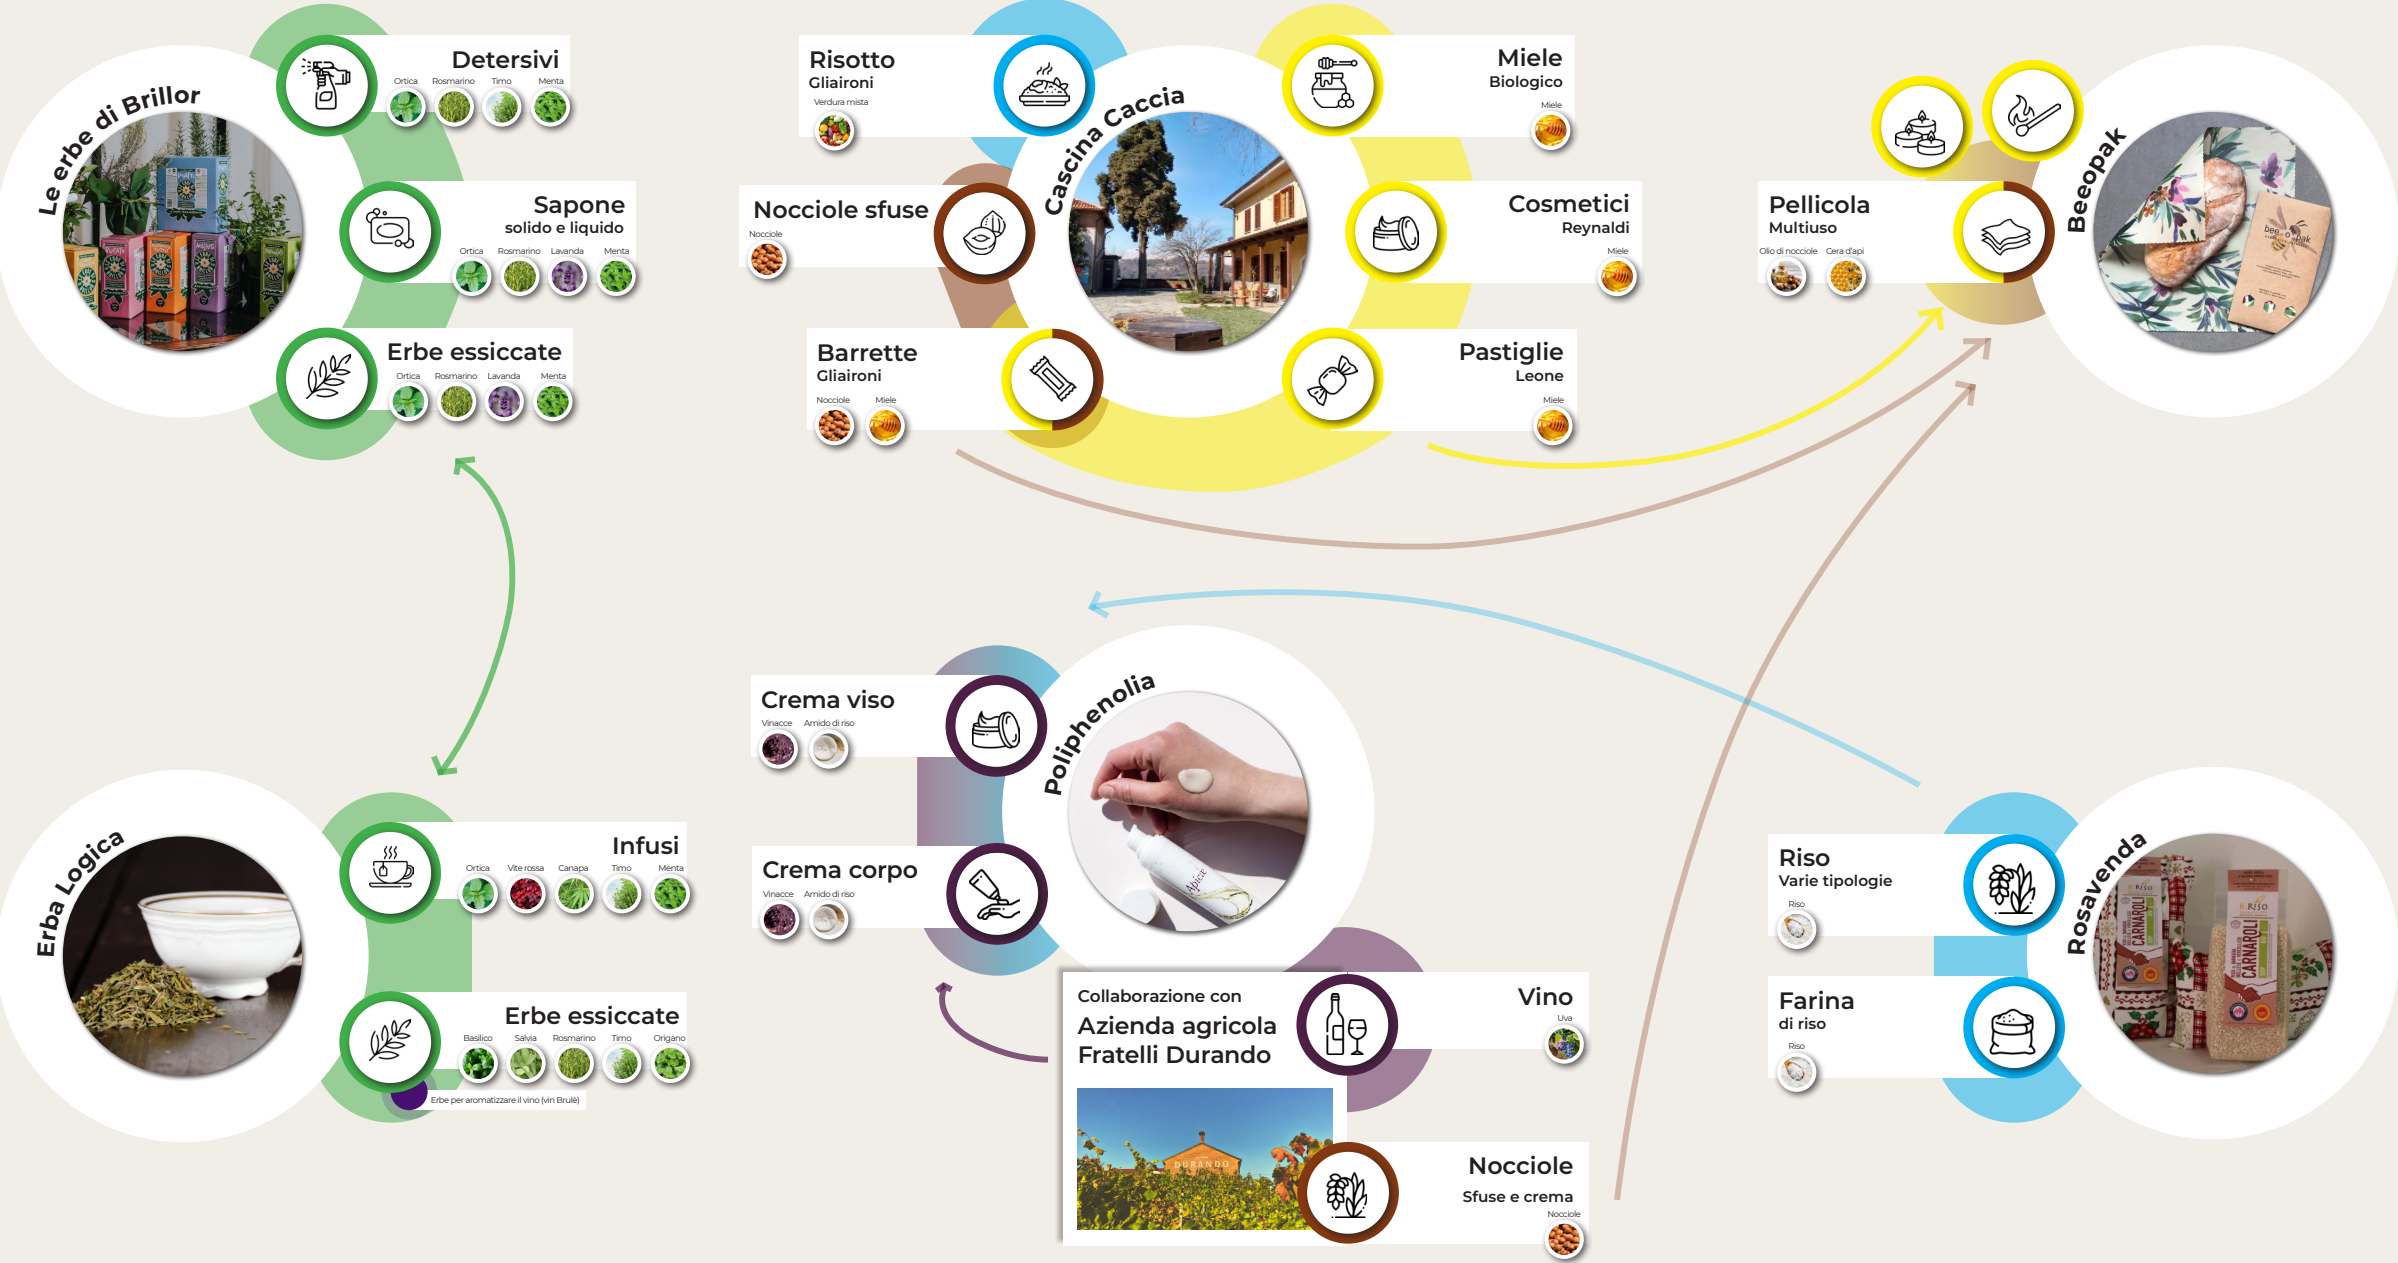 Le erbe di Brillor
Detersivi
Ortica Rosmarino Timo Menta
Sapone
solido e liquido
Ortica Rosmarino Lavanda Menta
Erbe essiccate
Ortica Rosmarino Lavanda Menta
Cascina Caccia
Risotto
Gliaironi
Verdura mista
Nocciole sfuse
Nocciole
Barrette
Gliaironi
Nocciole Miele
Miele
Biologico
Miele
Cosmetici
Reynaldi
Miele
Pastiglie
Leone
Miele
Beeopak
Pellicola
Multiuso
Olio di nocciole Cera d'api
Erba Logica
Infusi
Ortica Vite rossa Canapa Timo Menta
Erbe essiccate
Basilico Salvia Rosmarino Timo Origano
Erbe per aromatizzare il vino (vin Brulè)
Poliphenolia
Crema viso
Vinacce Amido di riso
Crema corpo
Vinacce Amido di riso
Apice
Collaborazione con
Azienda agricola
Fratelli Durando
DURANDO
Vino
Uva
Nocciole
Sfuse e crema
Nocciole
Rosavenda
Riso
Varie tipologie
Riso
Farina
di riso
Riso
CARNAROLI
CARNAROLI